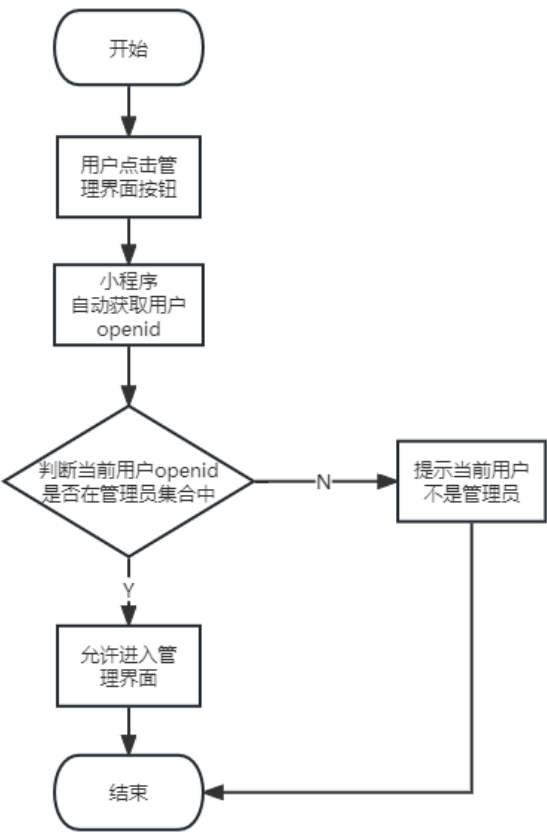 开始
用户点击管
理界面按钮
小程序
自动获取用户
openid
判断当前用户openid
是否在管理员集合中
N
提示当前用户
不是管理员
Y
允许进入管
理界面
结束